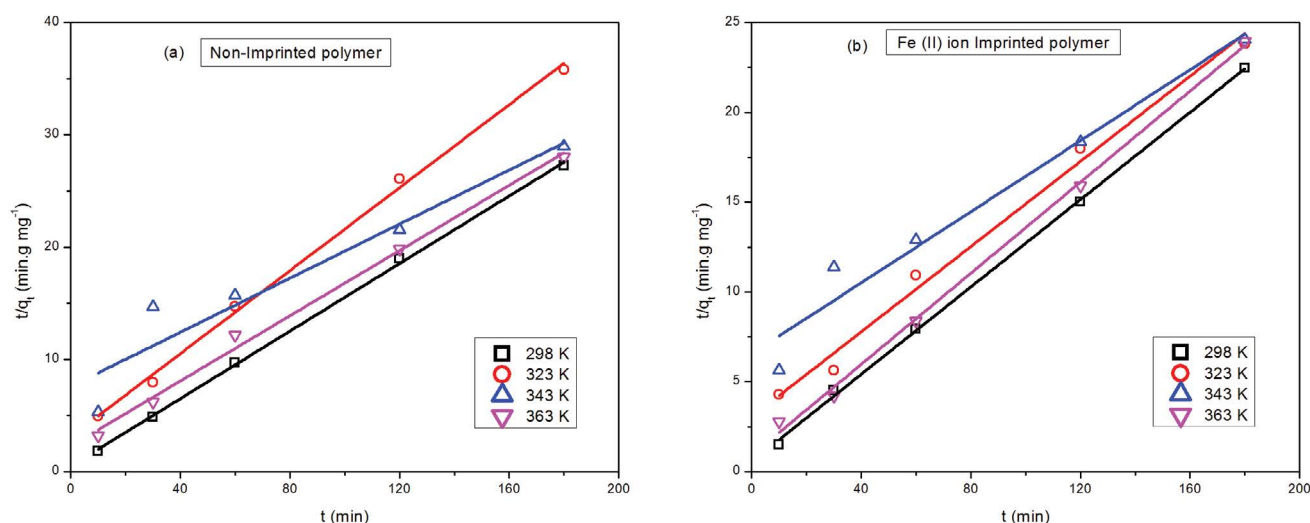 (a) Non-Imprinted polymer
40
30
20
10
0
0 40 80 120 160 200
t/qt (min.g mg-1)
t (min)
298 K
323 K
343 K
363 K
(b) Fe (II) ion Imprinted polymer
25
20
15
10
5
0
0 40 80 120 160 200
t/qt (min.g mg-1)
t (min)
298 K
323 K
343 K
363 K